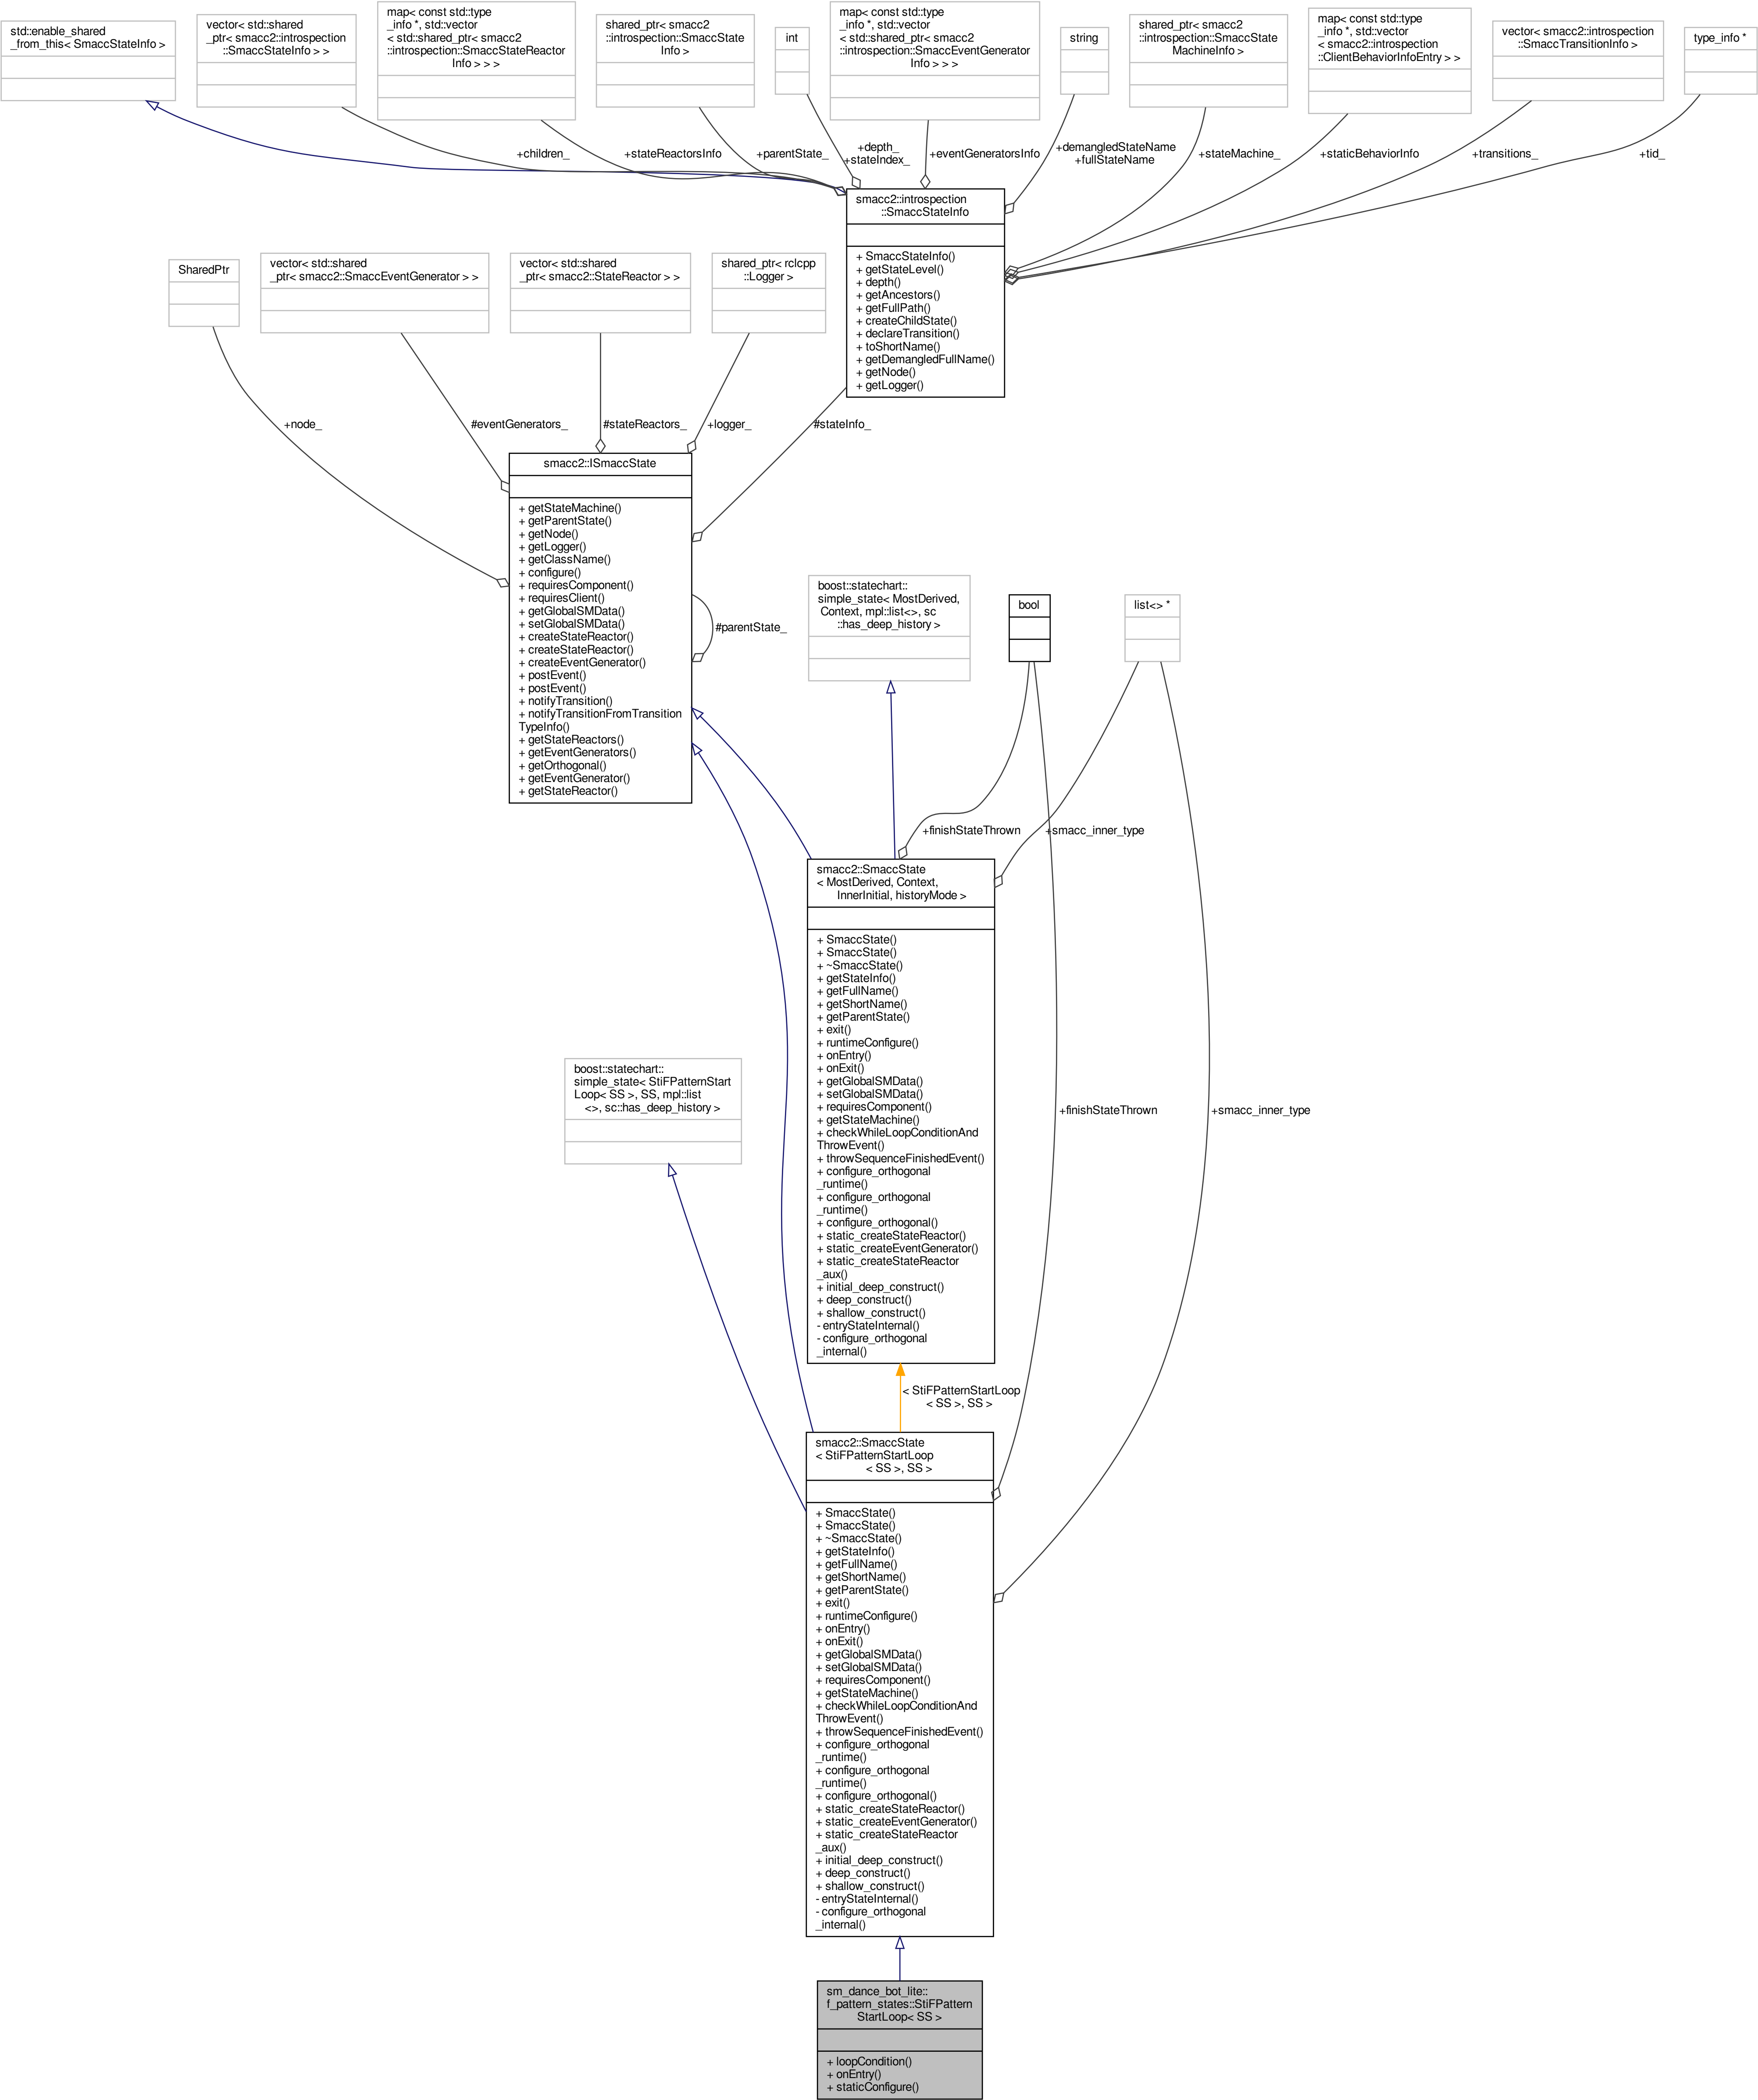 std::enable_shared
_from_this< SmaccStateInfo >
vector< std::shared
_ptr< smacc2::introspection
::SmaccStateInfo > >
map< const std::type
_info *, std::vector
< std::shared_ptr< smacc2
::introspection::SmaccStateReactor
Info > > >
shared_ptr< smacc2
::introspection::SmaccState
Info >
int
map< const std::type
_info *, std::vector
< std::shared_ptr< smacc2
::introspection::SmaccEventGenerator
Info > > >
string
shared_ptr< smacc2
::introspection::SmaccState
MachineInfo >
map< const std::type
_info *, std::vector
< smacc2::introspection
::ClientBehaviorInfoEntry > >
vector< smacc2::introspection
::SmaccTransitionInfo >
type_info *
+children_
+stateReactorsInfo
+parentState_
+depth_
+stateIndex_
+eventGeneratorsInfo
+demangledStateName
+fullStateName
+stateMachine_
+staticBehaviorInfo
+transitions_
+tid_
smacc2::introspection
::SmaccStateInfo
+ SmaccStateInfo()
+ getStateLevel()
+ depth()
+ getAncestors()
+ getFullPath()
+ createChildState()
+ declareTransition()
+ toShortName()
+ getDemangledFullName()
+ getNode()
+ getLogger()
SharedPtr
vector< std::shared
_ptr< smacc2::SmaccEventGenerator > >
vector< std::shared
_ptr< smacc2::StateReactor > >
shared_ptr< rclcpp
::Logger >
+node_
#eventGenerators_
#stateReactors_
+logger_
#stateInfo_
smacc2::ISmaccState
+ getStateMachine()
+ getParentState()
+ getNode()
+ getLogger()
+ getClassName()
+ configure()
+ requiresComponent()
+ requiresClient()
+ getGlobalSMData()
+ setGlobalSMData()
+ createStateReactor()
+ createStateReactor()
+ createEventGenerator()
+ postEvent()
+ postEvent()
+ notifyTransition()
+ notifyTransitionFromTransition
TypeInfo()
+ getStateReactors()
+ getEventGenerators()
+ getOrthogonal()
+ getEventGenerator()
+ getStateReactor()
#parentState_
boost::statechart::
simple_state< MostDerived,
Context, mpl::list<>, sc
::has_deep_history >
bool
list<> *
+finishStateThrown
+smacc_inner_type
smacc2::SmaccState
< MostDerived, Context,
InnerInitial, historyMode >
+ SmaccState()
+ SmaccState()
+ ~SmaccState()
+ getStateInfo()
+ getFullName()
+ getShortName()
+ getParentState()
+ exit()
+ runtimeConfigure()
+ onEntry()
+ onExit()
+ getGlobalSMData()
+ setGlobalSMData()
+ requiresComponent()
+ getStateMachine()
+ checkWhileLoopConditionAnd
ThrowEvent()
+ throwSequenceFinishedEvent()
+ configure_orthogonal
_runtime()
+ configure_orthogonal
_runtime()
+ configure_orthogonal()
+ static_createStateReactor()
+ static_createEventGenerator()
+ static_createStateReactor
_aux()
+ initial_deep_construct()
+ deep_construct()
+ shallow_construct()
- entryStateInternal()
- configure_orthogonal
_internal()
boost::statechart::
simple_state< StiFPatternStart
Loop< SS >, SS, mpl::list
<>, sc::has_deep_history >
+finishStateThrown
+smacc_inner_type
< StiFPatternStartLoop
< SS >, SS >
smacc2::SmaccState
< StiFPatternStartLoop
< SS >, SS >
+ SmaccState()
+ SmaccState()
+ ~SmaccState()
+ getStateInfo()
+ getFullName()
+ getShortName()
+ getParentState()
+ exit()
+ runtimeConfigure()
+ onEntry()
+ onExit()
+ getGlobalSMData()
+ setGlobalSMData()
+ requiresComponent()
+ getStateMachine()
+ checkWhileLoopConditionAnd
ThrowEvent()
+ throwSequenceFinishedEvent()
+ configure_orthogonal
_runtime()
+ configure_orthogonal
_runtime()
+ configure_orthogonal()
+ static_createStateReactor()
+ static_createEventGenerator()
+ static_createStateReactor
_aux()
+ initial_deep_construct()
+ deep_construct()
+ shallow_construct()
- entryStateInternal()
- configure_orthogonal
_internal()
sm_dance_bot_lite::
f_pattern_states::StiFPattern
StartLoop< SS >
+ loopCondition()
+ onEntry()
+ staticConfigure()